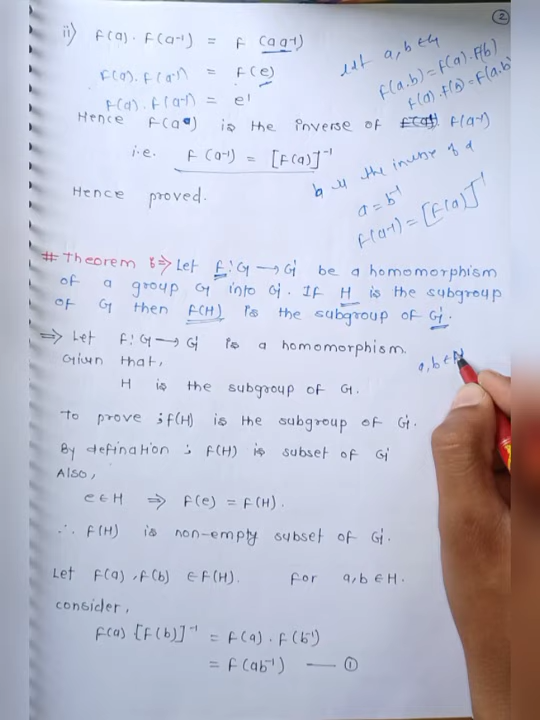 ②
ii) F(a) . F(a-1) = F (aa-1)
F(a) . F(a-1) = F(e)
F(a) . F(a-1) = e'
Hence F(a) is the inverse of F(a-1)
i.e. F(a-1) = [F(a)]⁻¹
Hence proved.
let a, b ∈ G
F(a.b) = F(a) . F(b)
F(a) . F(b) = F(a.b)
b is the inverse of a
a = b⁻¹
F(a-1) = [F(a)]⁻¹
# Theorem :⇒ Let F: G → G' be a homomorphism
of a group G into G'. If H is the subgroup
of G then F(H) is the subgroup of G'.
⇒ Let F: G → G' is a homomorphism.
Given that,
a, b ∈ H
H is the subgroup of G.
To prove : f(H) is the subgroup of G'.
By defination : F(H) is subset of G'
Also,
e ∈ H ⇒ F(e) = F(H).
∴ F(H) is non-empty subset of G'.
Let F(a), F(b) ∈ F(H). For a, b ∈ H.
consider,
F(a) [F(b)]⁻¹ = F(a) . F(b⁻¹)
= F(ab⁻¹) — ①